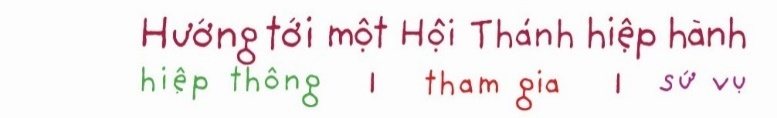 Hướng tới một Hội Thánh hiệp hành
hiệp thông | tham gia | sứ vụ